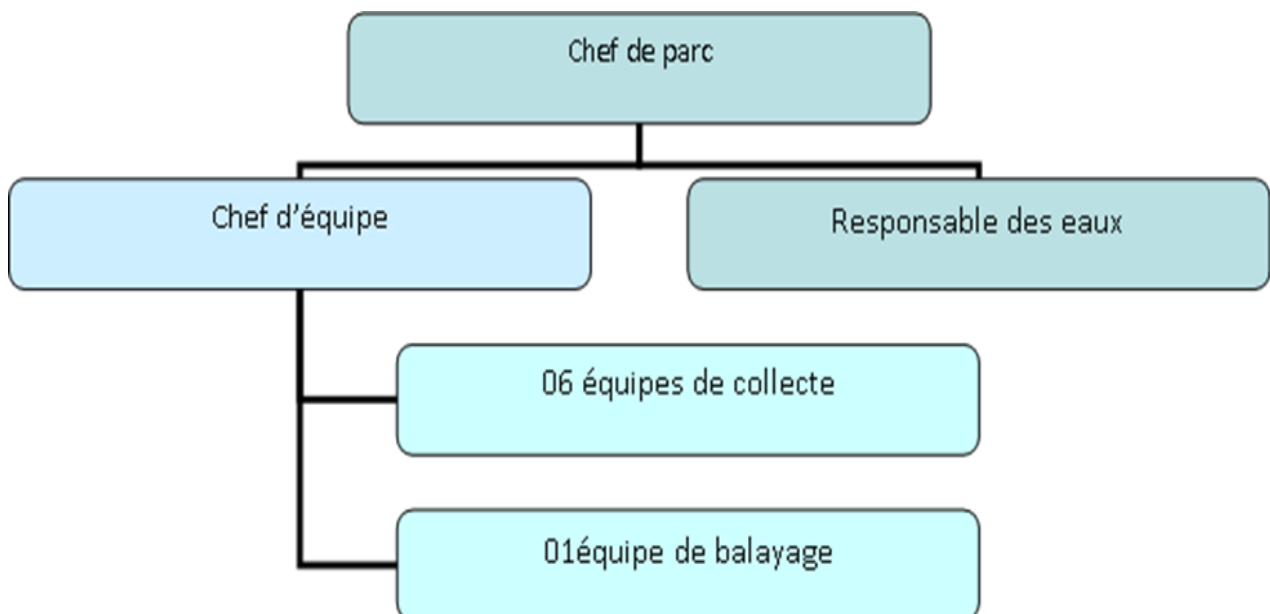 Chef de parc
Chef d'équipe
Responsable des eaux
06 équipes de collecte
01équipe de balayage